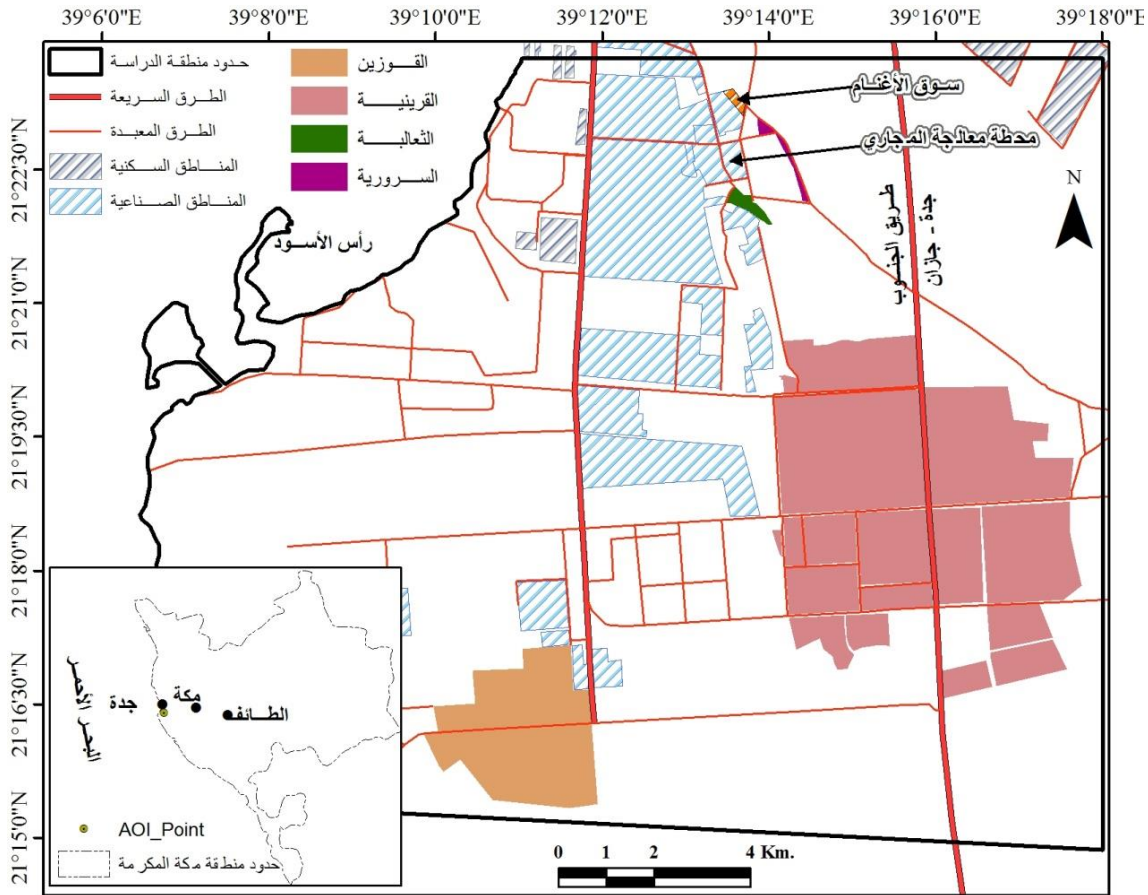 39°6'0"E 39°8'0"E 39°10'0"E 39°12'0"E 39°14'0"E 39°16'0"E 39°18'0"E
حدود منطقة الدراسة
الطرق السريعة
الطرق المعبدة
المناطق السكنية
المناطق الصناعية
القوزين
القرينية
الثعالبة
السرورية
سوق الأغنام
محطة معالجة المجاري
رأس الأسود
طريق الجنوب
جدة - جازان
N
21°22'30"N
21°21'0"N
21°19'30"N
21°18'0"N
21°16'30"N
21°15'0"N
البحر الأحمر
جدة
مكة
الطائف
AOI_Point
حدود منطقة مكة المكرمة
0 1 2 4 Km.